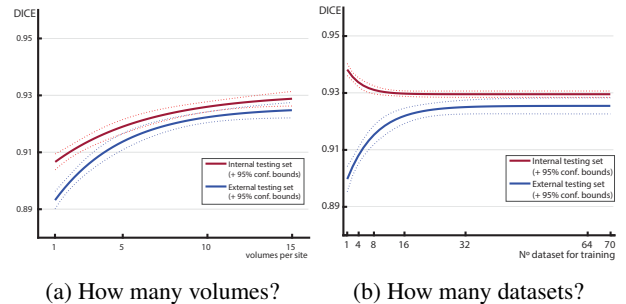 DICE
0.95
0.93
0.91
0.89
1
5
10
15
volumes per site
Internal testing set
(+ 95% conf. bounds)
External testing set
(+ 95% conf. bounds)
(a) How many volumes?
DICE
0.95
0.93
0.91
0.89
1 4 8 16 32 64 70
Nº dataset for training
Internal testing set
(+ 95% conf. bounds)
External testing set
(+ 95% conf. bounds)
(b) How many datasets?